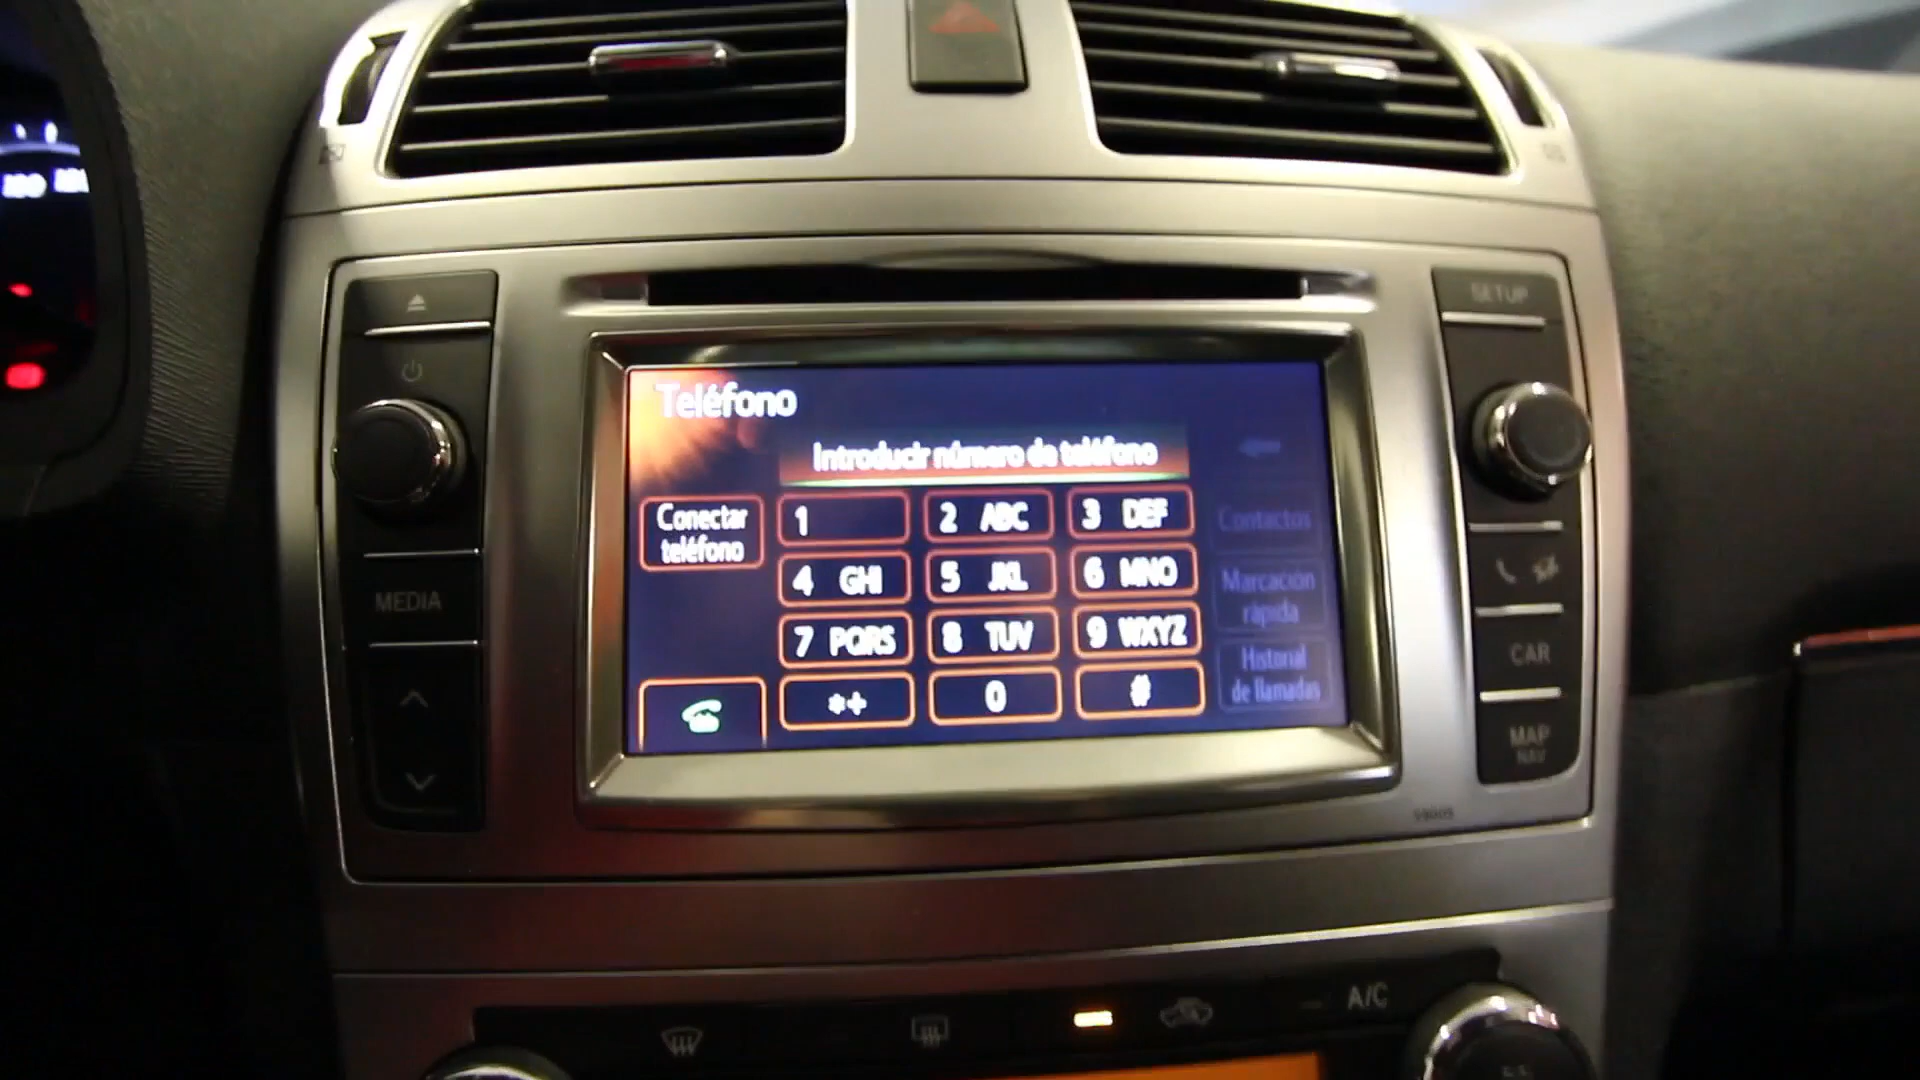 SETUP
Teléfono
Introducir número de teléfono
Conectar
teléfono
1
2 ABC
3 DEF
Contactos
4 GHI
5 JKL
6 MNO
Marcación
rápida
7 PQRS
8 TUV
9 WXYZ
Historial
de llamadas
*+
0
#
MEDIA
CAR
MAP
NAV
A/C